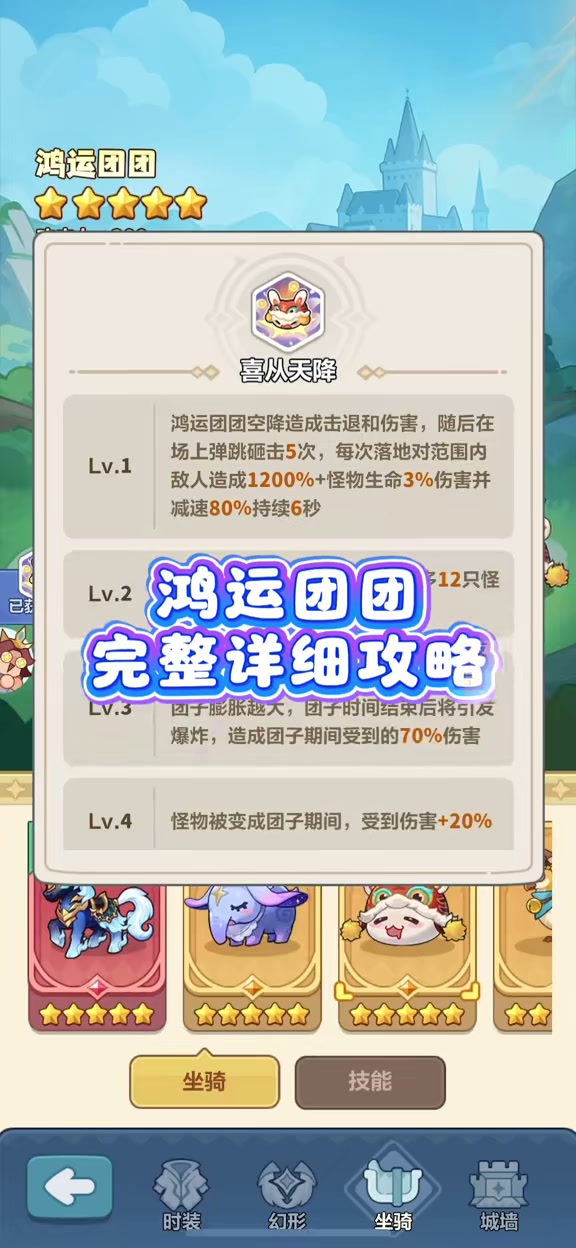 鸿运团团
喜从天降
Lv.1
鸿运团团空降造成击退和伤害，随后在
场上弹跳砸击5次，每次落地对范围内
敌人造成1200%+怪物生命3%伤害并
减速80%持续6秒
Lv.2
12只怪
鸿运团团
完整详细攻略
Lv.3
团子膨胀越大，团子时间结束后将引发
爆炸，造成团子期间受到的70%伤害
Lv.4
怪物被变成团子期间，受到伤害+20%
坐骑
技能
时装
幻形
坐骑
城墙